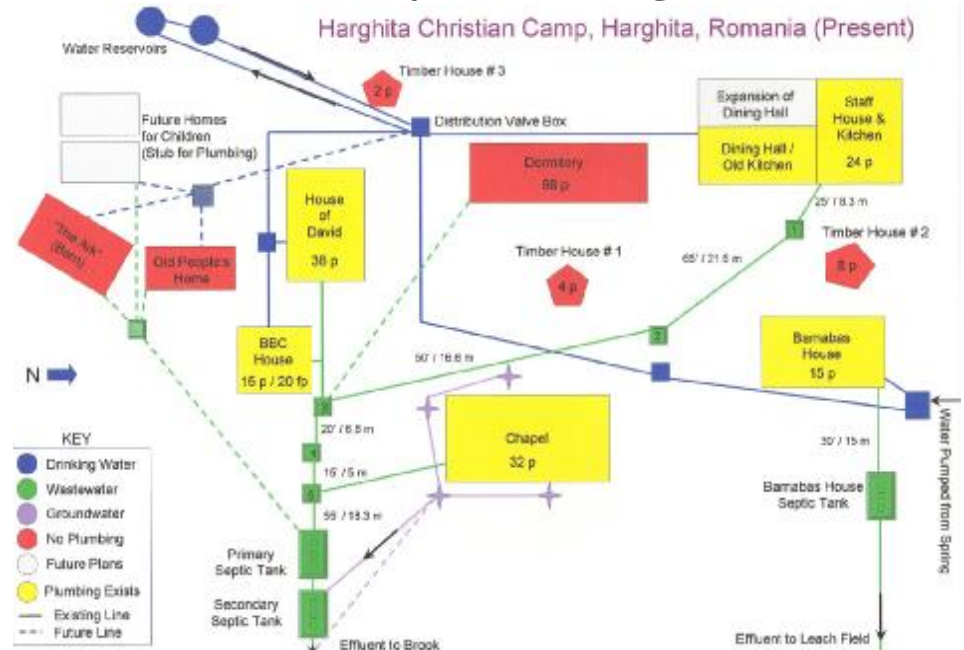 Harghita Christian Camp, Harghita, Romania (Present)
Water Reservoirs
Timber House # 3
2 p
Future Homes
for Children
(Stub for Plumbing)
Distribution Valve Box
Expansion of
Dining Hall
Staff
House &
Kitchen
24 p
Dining Hall /
Old Kitchen
Dormitory
House
of
David
38 p
"The Ark"
(Barn)
Old People's
Home
25' / 8.3 m
1
Timber House # 1
4 p
65' / 21.6 m
Timber House # 2
8 p
2
BBC
House
16 p / 20 fp
50' / 16.6 m
Barnabas
House
15 p
N
3
20' / 6.6 m
Chapel
32 p
4
16' / 5 m
5
55' / 18.3 m
30' / 15 m
Water Pumped from Spring
Barnabas House
Septic Tank
KEY
Drinking Water
Wastewater
Groundwater
No Plumbing
Future Plans
Plumbing Exists
Existing Line
Future Line
Primary
Septic Tank
Secondary
Septic Tank
Effluent to Brook
Effluent to Leach Field